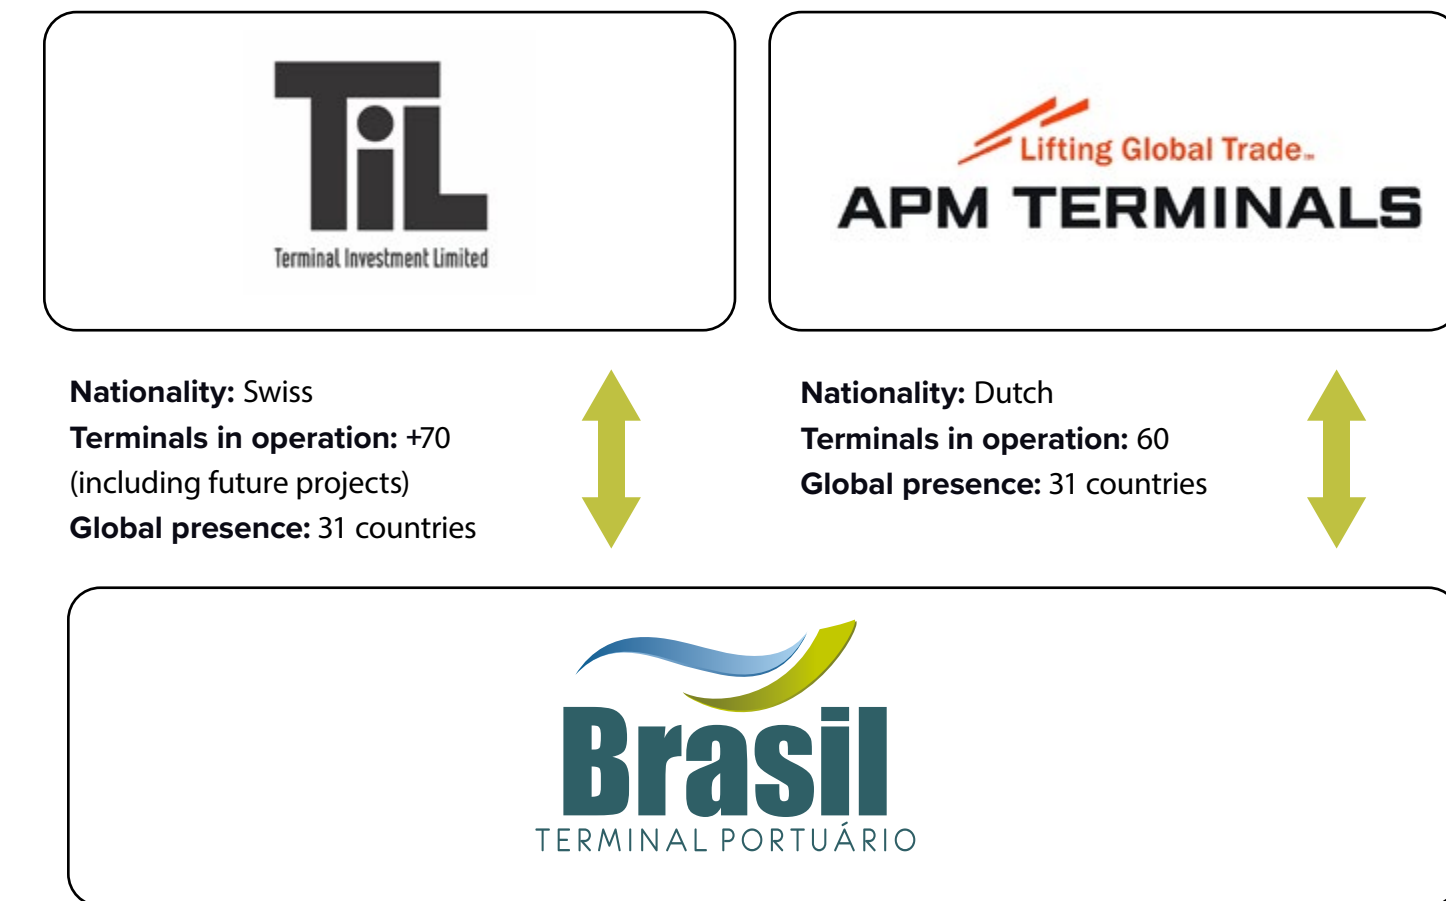 TiL
Terminal Investment Limited
Lifting Global Trade™
APM TERMINALS
Nationality: Swiss
Terminals in operation: +70
(including future projects)
Global presence: 31 countries
Nationality: Dutch
Terminals in operation: 60
Global presence: 31 countries
Brasil
TERMINAL PORTUÁRIO